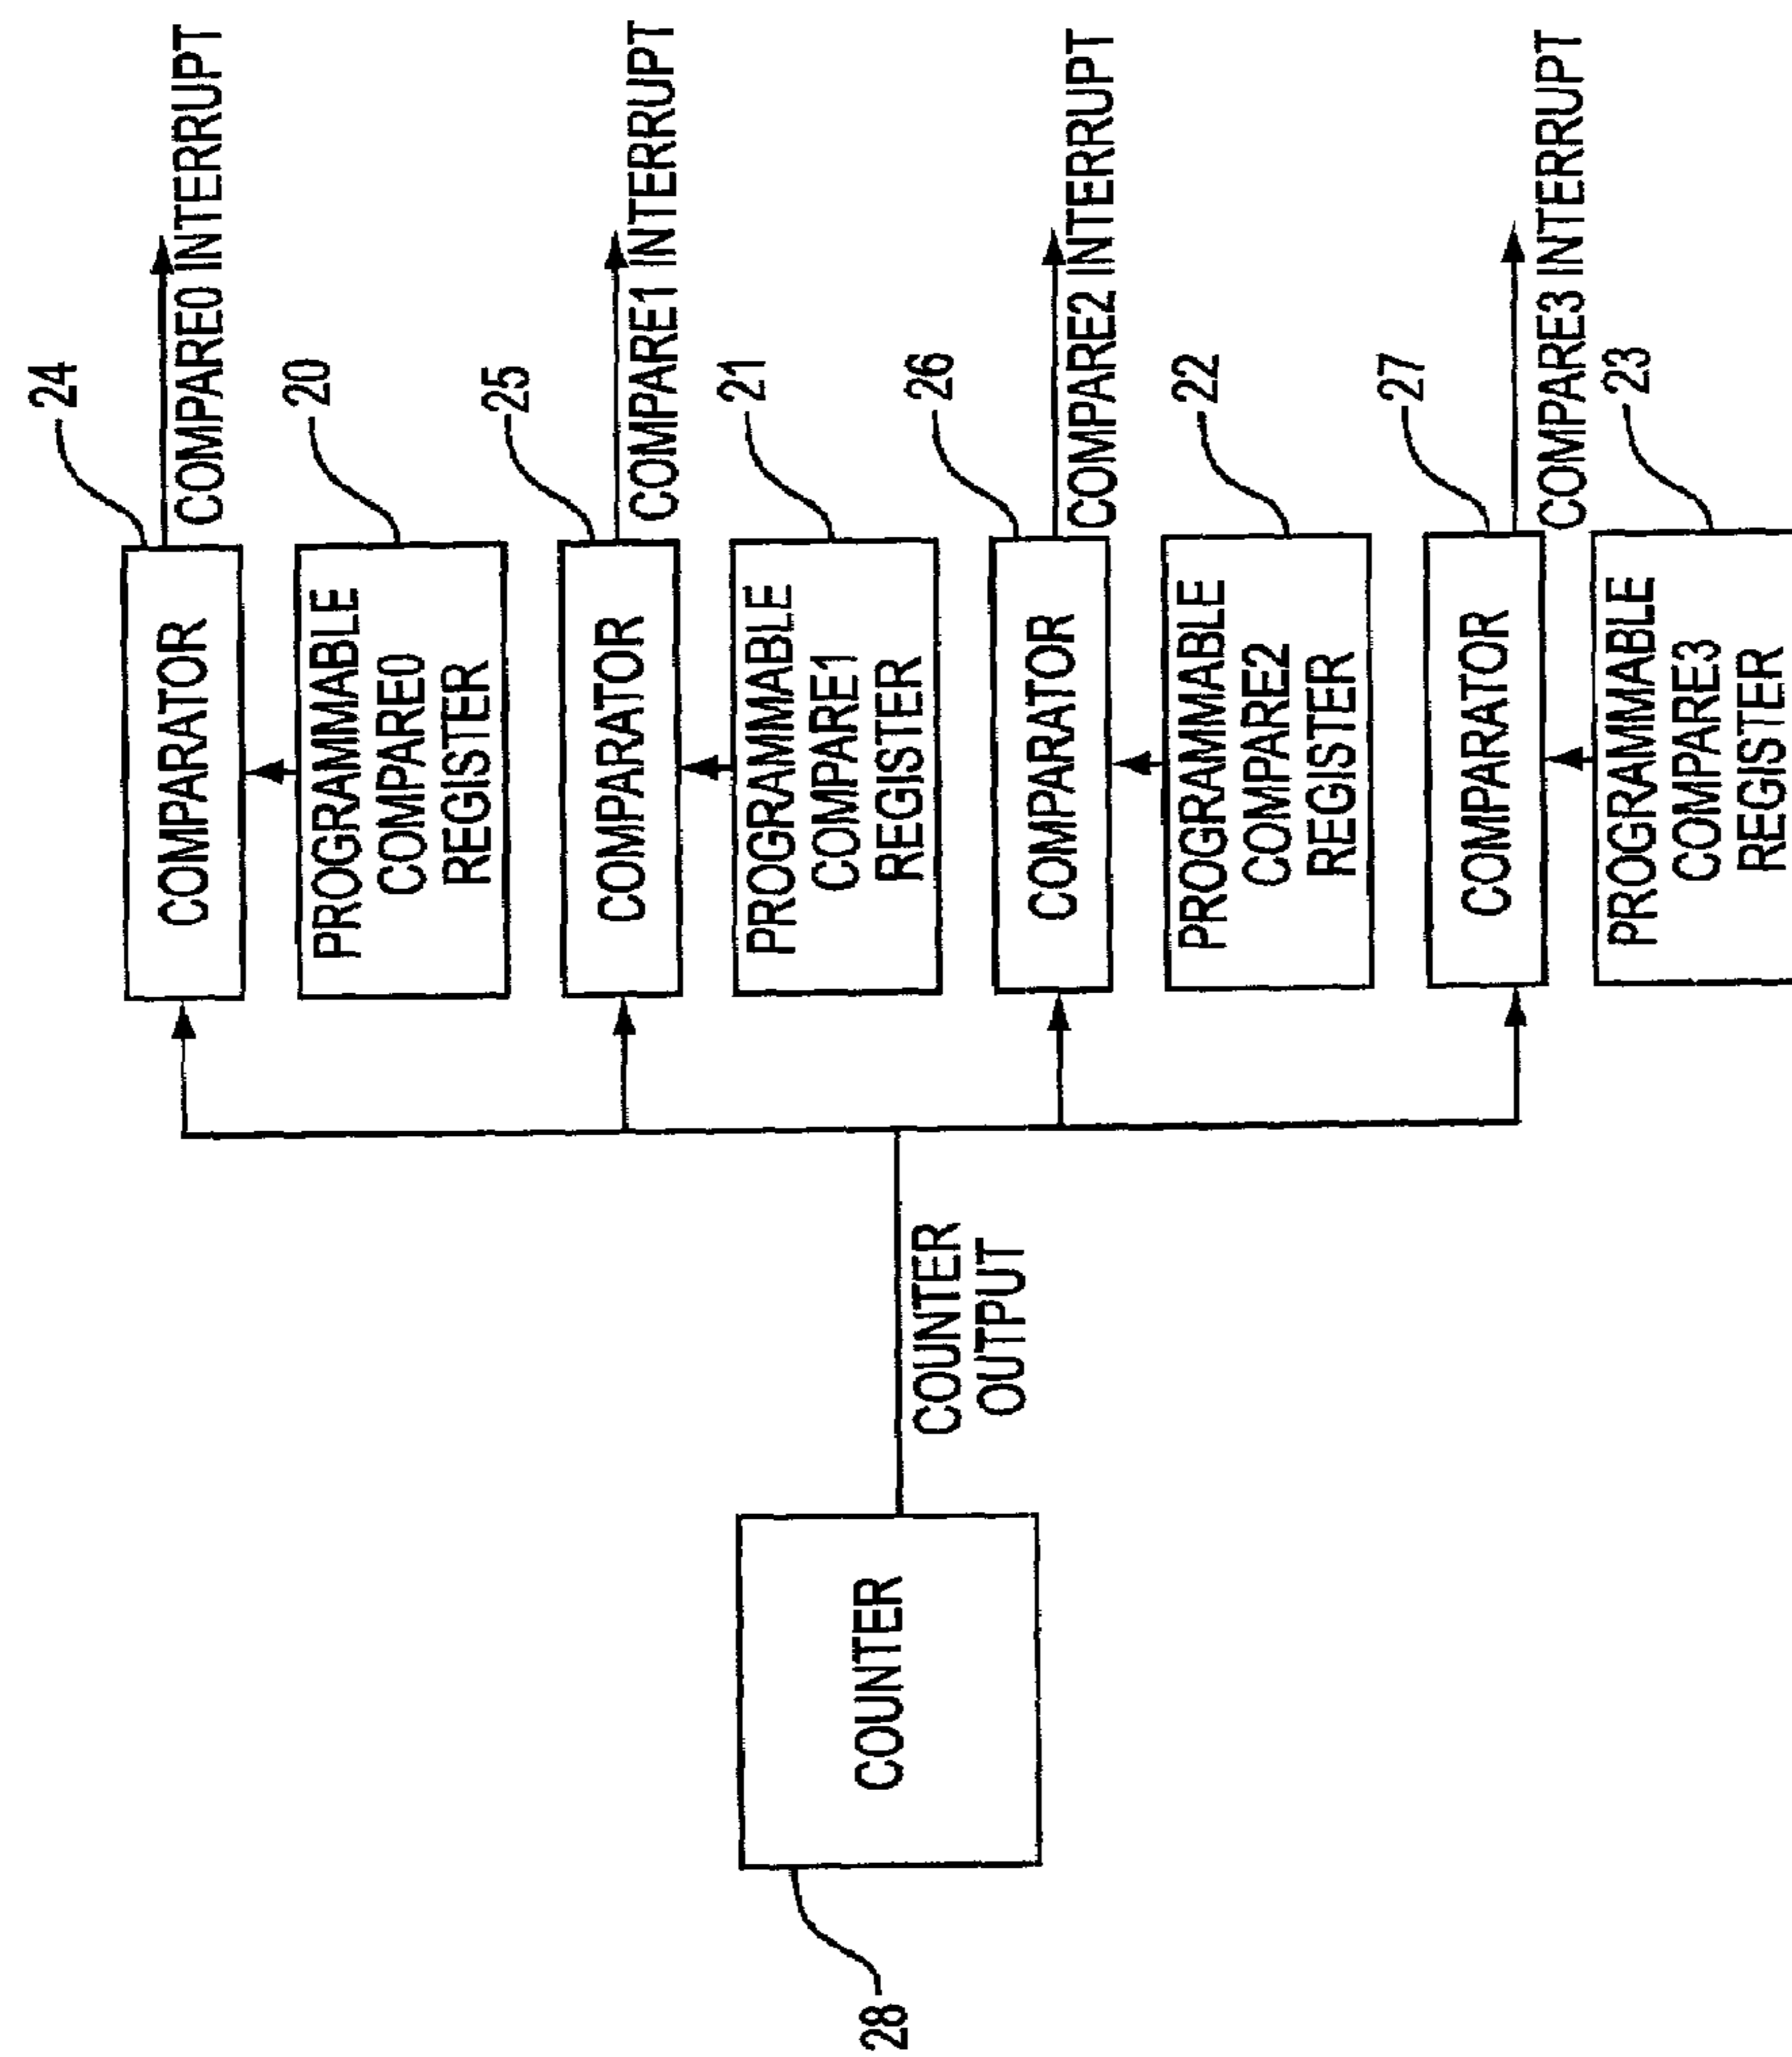 24
COMPARATOR
COMPARE0 INTERRUPT
20
PROGRAMMABLE
COMPARE0
REGISTER
25
COMPARATOR
COMPARE1 INTERRUPT
21
PROGRAMMABLE
COMPARE1
REGISTER
26
COMPARATOR
COMPARE2 INTERRUPT
22
PROGRAMMABLE
COMPARE2
REGISTER
27
COMPARATOR
COMPARE3 INTERRUPT
23
PROGRAMMABLE
COMPARE3
REGISTER
COUNTER
OUTPUT
COUNTER
28